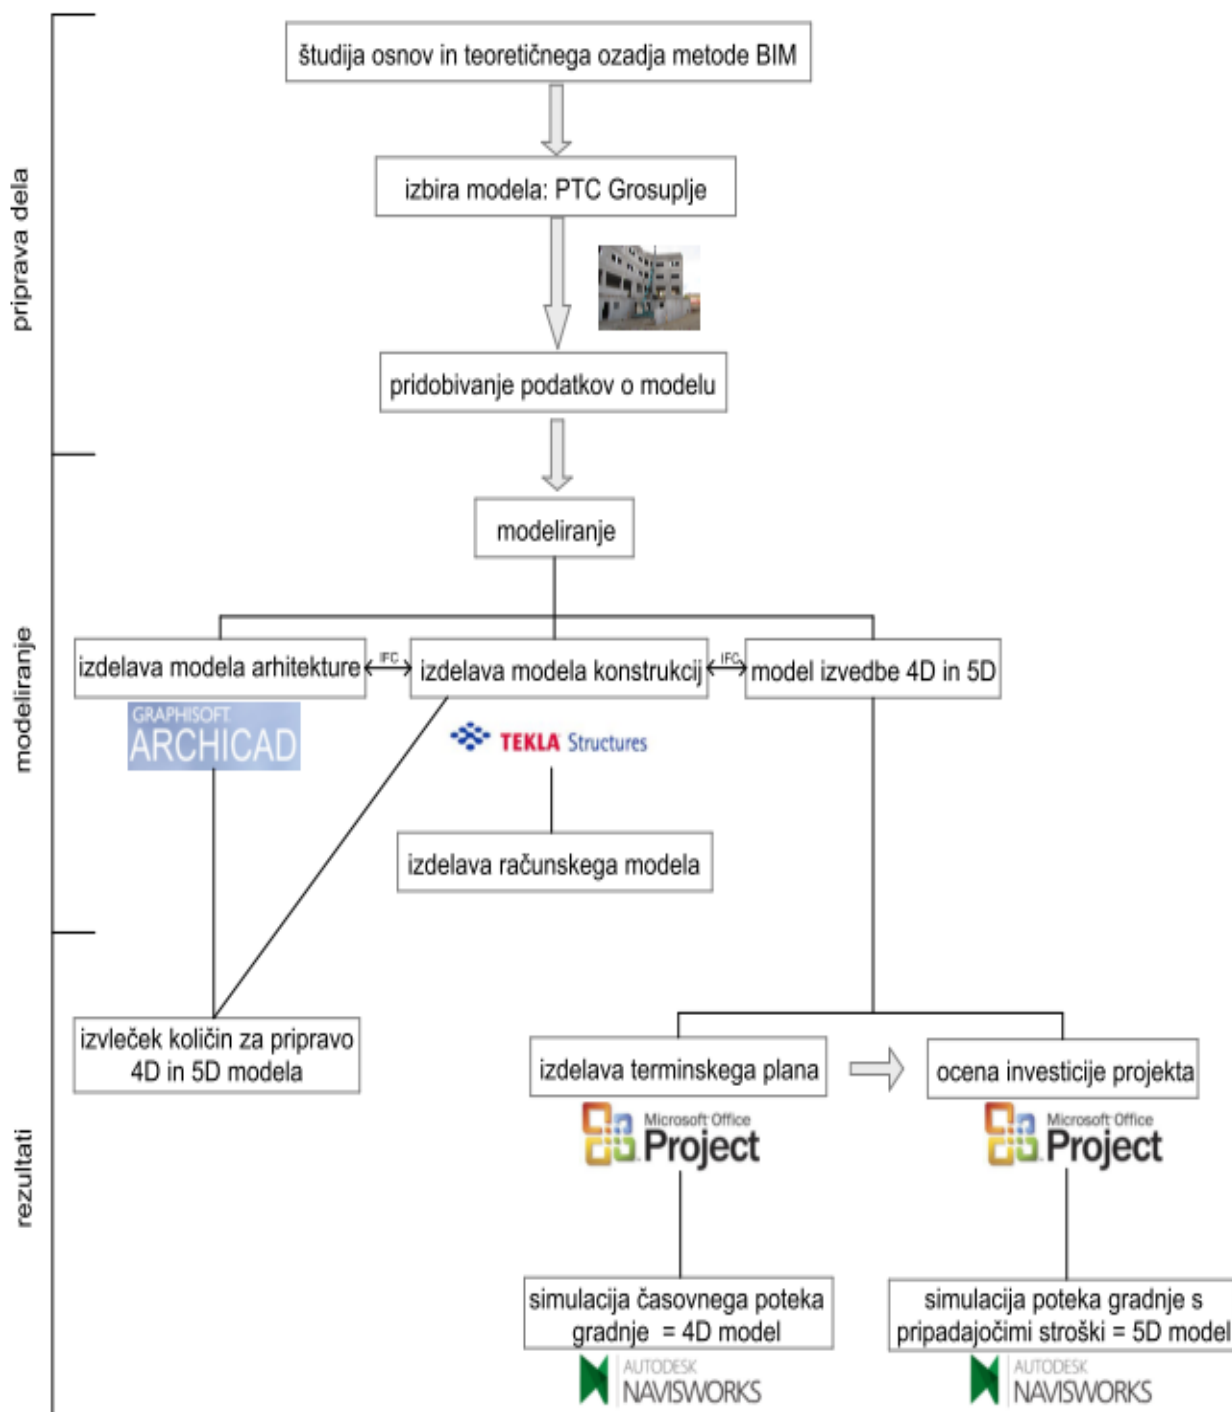 študija osnov in teoretičnega ozadja metode BIM
izbira modela: PTC Grosuplje
priprava dela
pridobivanje podatkov o modelu
modeliranje
modeliranje
izdelava modela arhitekture
IFC
izdelava modela konstrukcij
IFC
model izvedbe 4D in 5D
GRAPHISOFT
ARCHICAD
TEKLA Structures
izdelava računskega modela
rezultati
izvleček količin za pripravo
4D in 5D modela
izdelava terminskega plana
ocena investicije projekta
Microsoft Office
Project
Microsoft Office
Project
simulacija časovnega poteka
gradnje = 4D model
simulacija poteka gradnje s
pripadajočimi stroški = 5D model
AUTODESK
NAVISWORKS
AUTODESK
NAVISWORKS